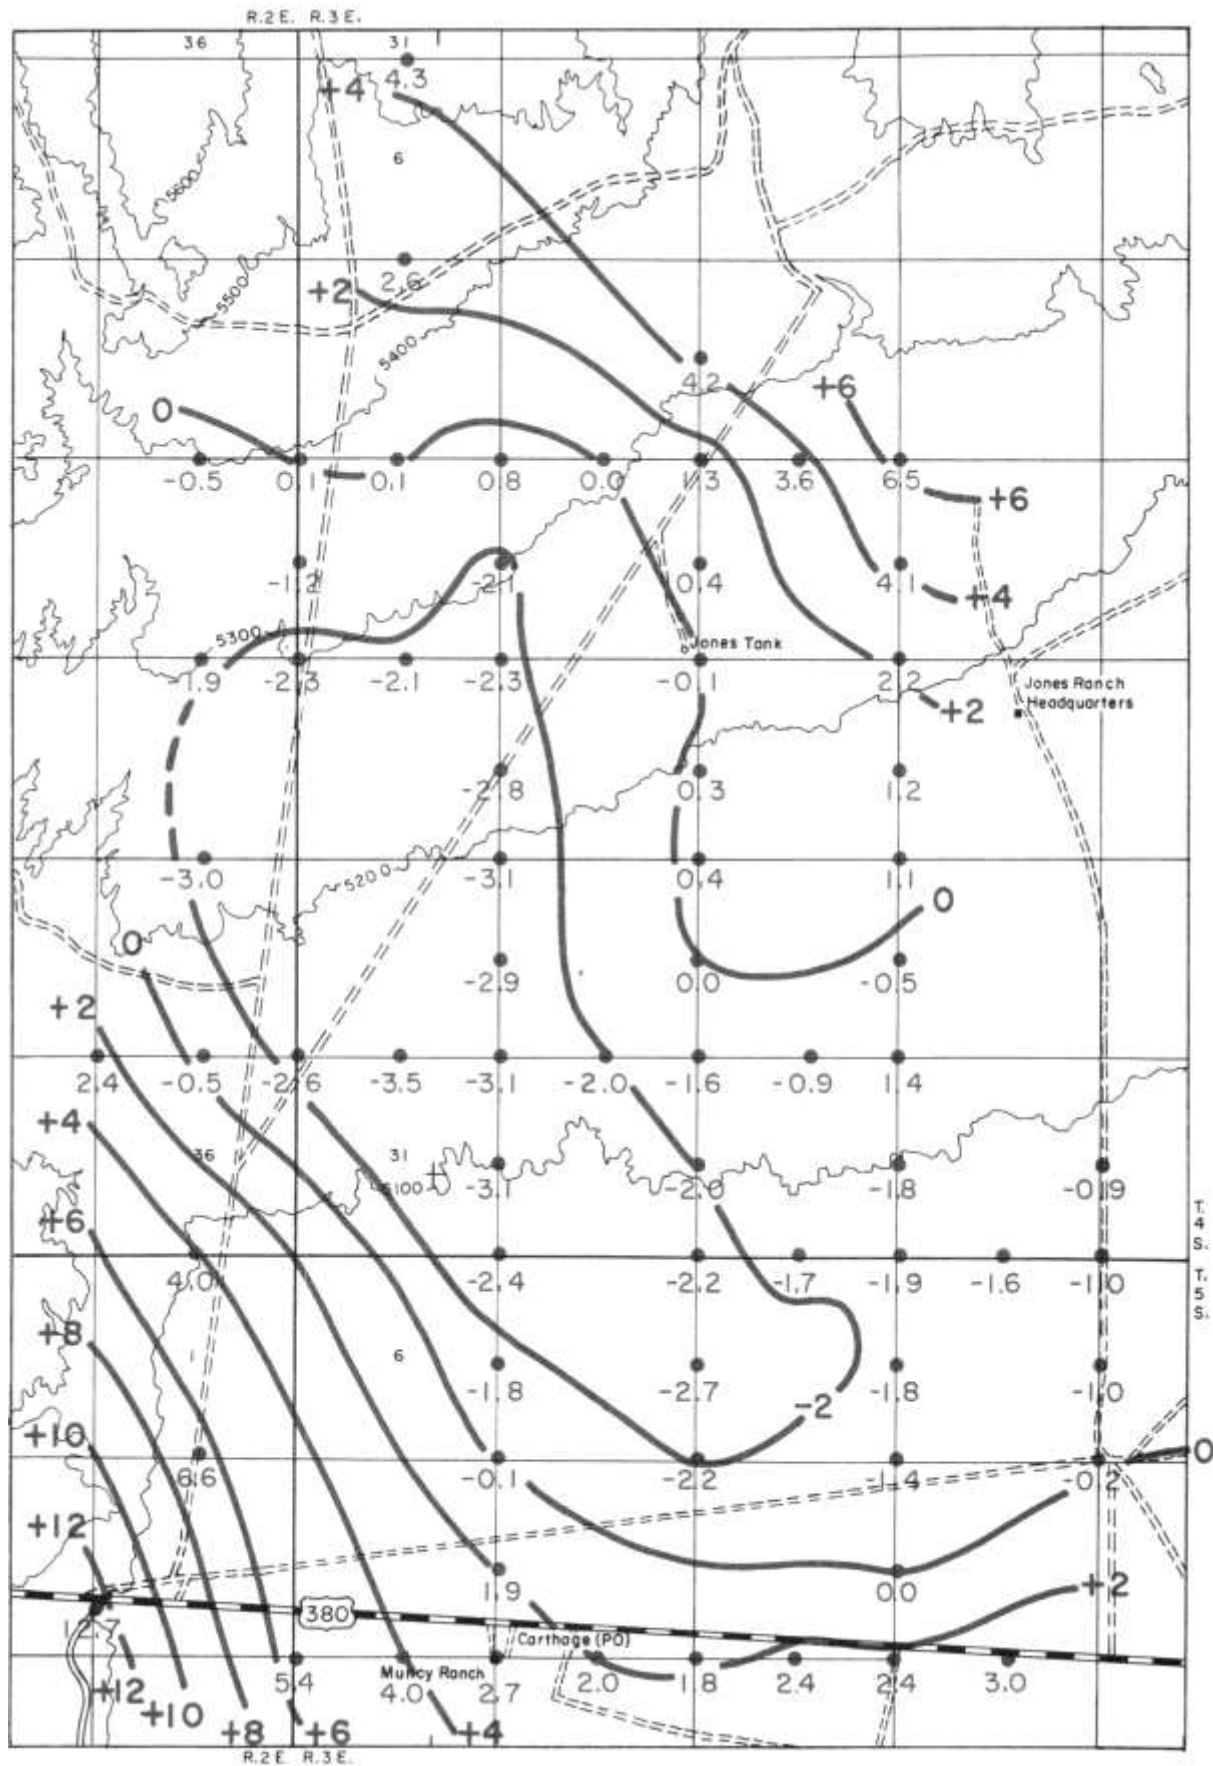 R.2 E. R.3 E.
36 31
+4 4.3
6
5600
2.6
+2
5500
5400
4.2 +6
0
-0.5 0.1 0.1 0.8 0.0 1.3 3.6 6.5
+6
-1.2 -2.1 0.4 4.1 +4
5300
Jones Tank
-1.9 -2.3 -2.1 -2.3 -0.1 2.2
Jones Ranch
Headquarters
+2
-2.8 0.3 1.2
-3.0 5200 -3.1 0.4 1.1
0
0
-2.9 0.0 -0.5
+2
2.4 -0.5 -2.6 -3.5 -3.1 -2.0 -1.6 -0.9 1.4
+4
36 31
5100 -3.1 -2.0 -1.8 -0.9
T.
4
S.
+6
4.0 -2.4 -2.2 -1.7 -1.9 -1.6 -1.0
T.
5
S.
+8
1 6
-1.8 -2.7 -1.8 -1.0
-2
+10
6.6 -0.1 -2.2 -1.4 -0.2 0
+12
1.9 0.0 +2
380
Carthage (PO)
Muncy Ranch
5.4 4.0 2.7 2.0 1.8 2.4 2.4 3.0
+12 +10 +8 +6 +4
R.2 E. R.3 E.